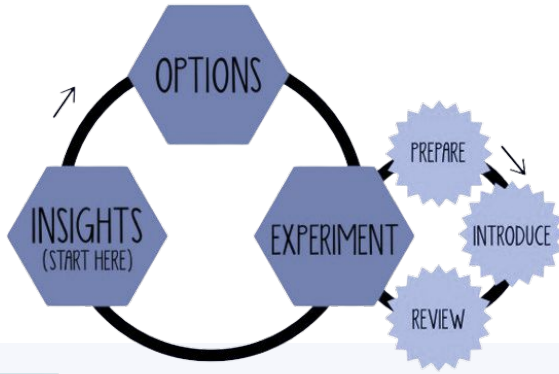 OPTIONS
INSIGHTS
(START HERE)
EXPERIMENT
PREPARE
INTRODUCE
REVIEW